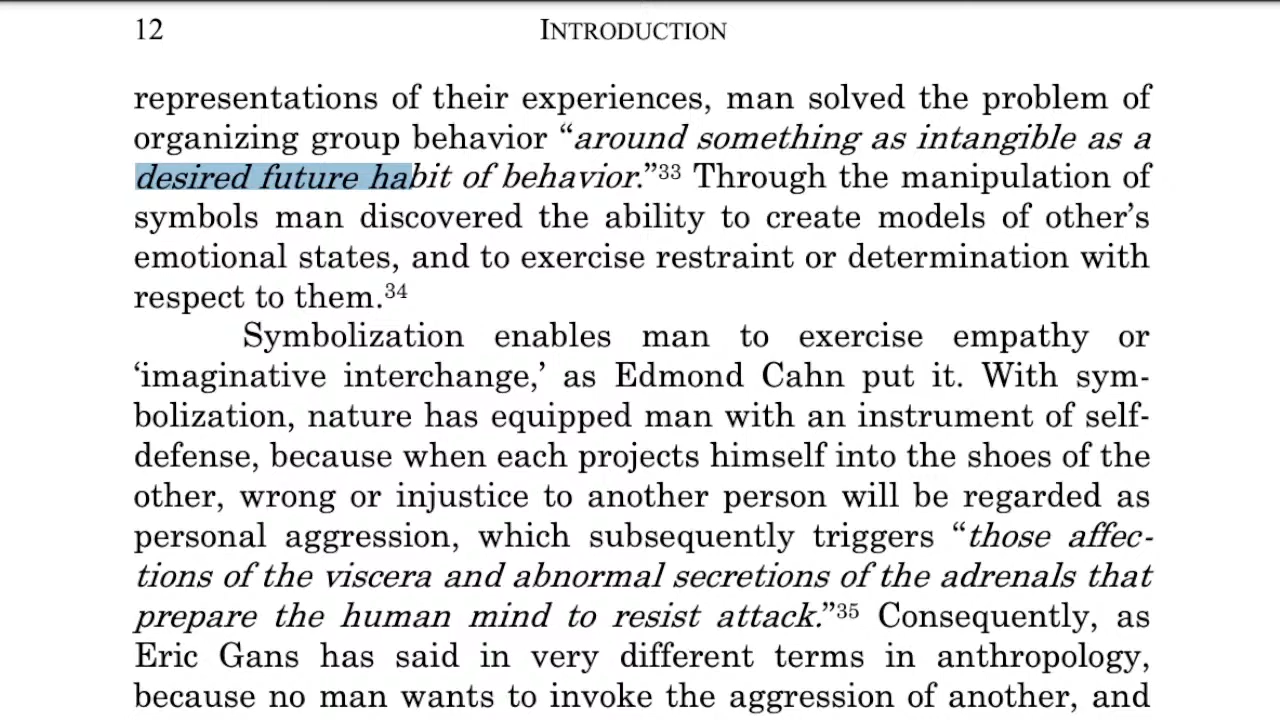 12 INTRODUCTION
representations of their experiences, man solved the problem of
organizing group behavior “around something as intangible as a
desired future habit of behavior.”33 Through the manipulation of
symbols man discovered the ability to create models of other’s
emotional states, and to exercise restraint or determination with
respect to them.34
Symbolization enables man to exercise empathy or
‘imaginative interchange,’ as Edmond Cahn put it. With sym-
bolization, nature has equipped man with an instrument of self-
defense, because when each projects himself into the shoes of the
other, wrong or injustice to another person will be regarded as
personal aggression, which subsequently triggers “those affec-
tions of the viscera and abnormal secretions of the adrenals that
prepare the human mind to resist attack.”35 Consequently, as
Eric Gans has said in very different terms in anthropology,
because no man wants to invoke the aggression of another, and